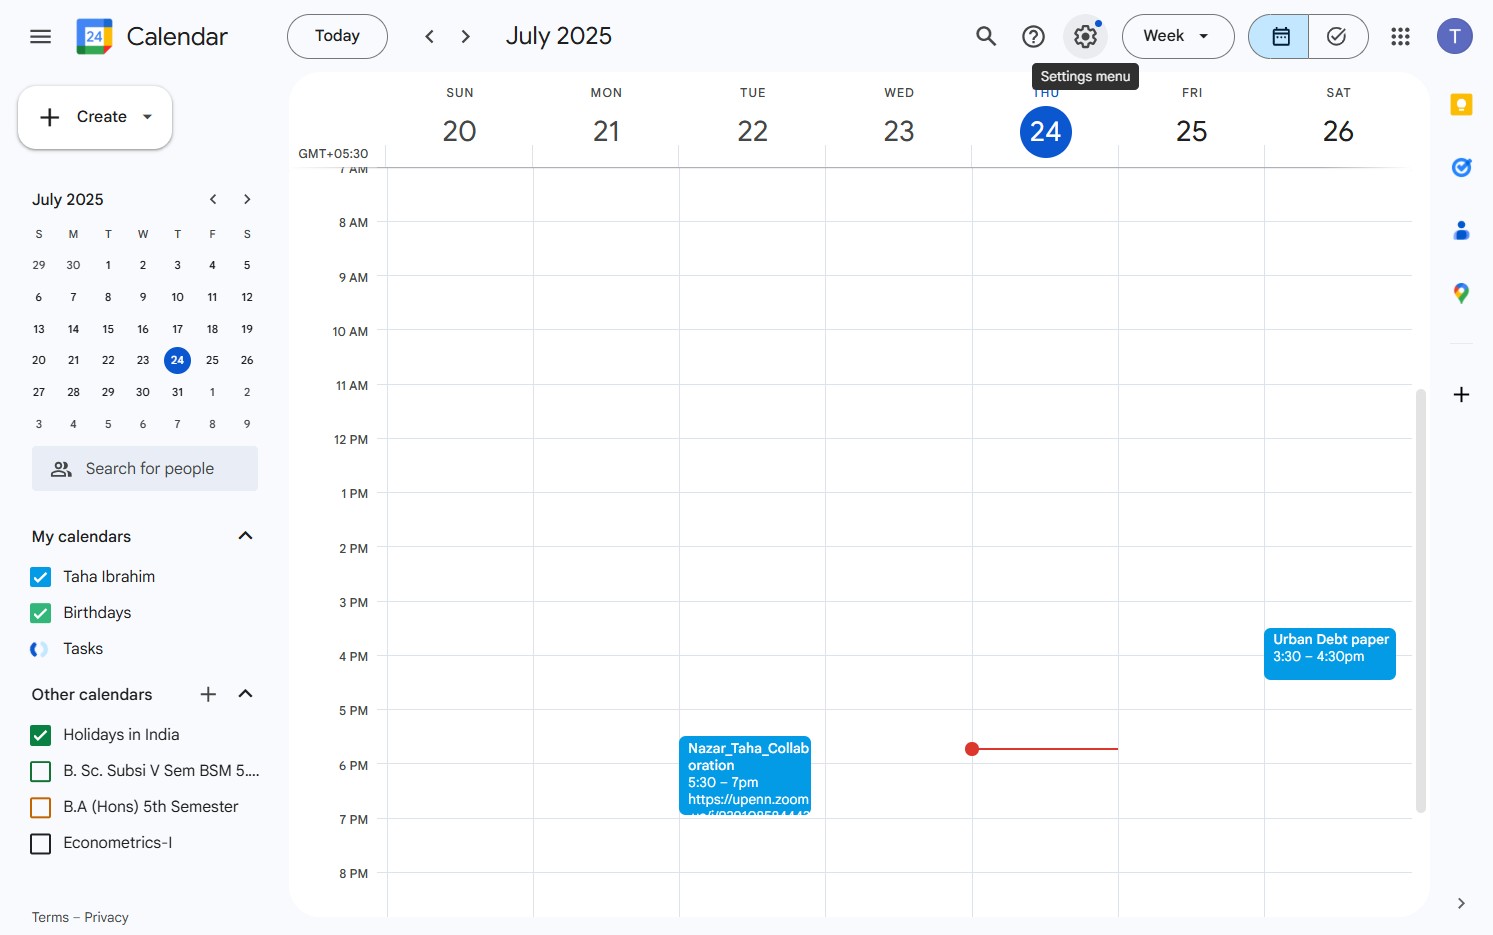 24
Calendar
Today
July 2025
Week
T
Settings menu
Create
July 2025
S M T W T F S
29 30 1 2 3 4 5
6 7 8 9 10 11 12
13 14 15 16 17 18 19
20 21 22 23 24 25 26
27 28 29 30 31 1 2
3 4 5 6 7 8 9
Search for people
My calendars
Taha Ibrahim
Birthdays
Tasks
Other calendars
Holidays in India
B. Sc. Subsi V Sem BSM 5....
B.A (Hons) 5th Semester
Econometrics-I
Terms – Privacy
SUN MON TUE WED THU FRI SAT
20 21 22 23 24 25 26
GMT+05:30
7 AM
8 AM
9 AM
10 AM
11 AM
12 PM
1 PM
2 PM
3 PM
Urban Debt paper
3:30 – 4:30pm
4 PM
5 PM
Nazar_Taha_Collab
oration
5:30 – 7pm
https://upenn.zoom
6 PM
7 PM
8 PM